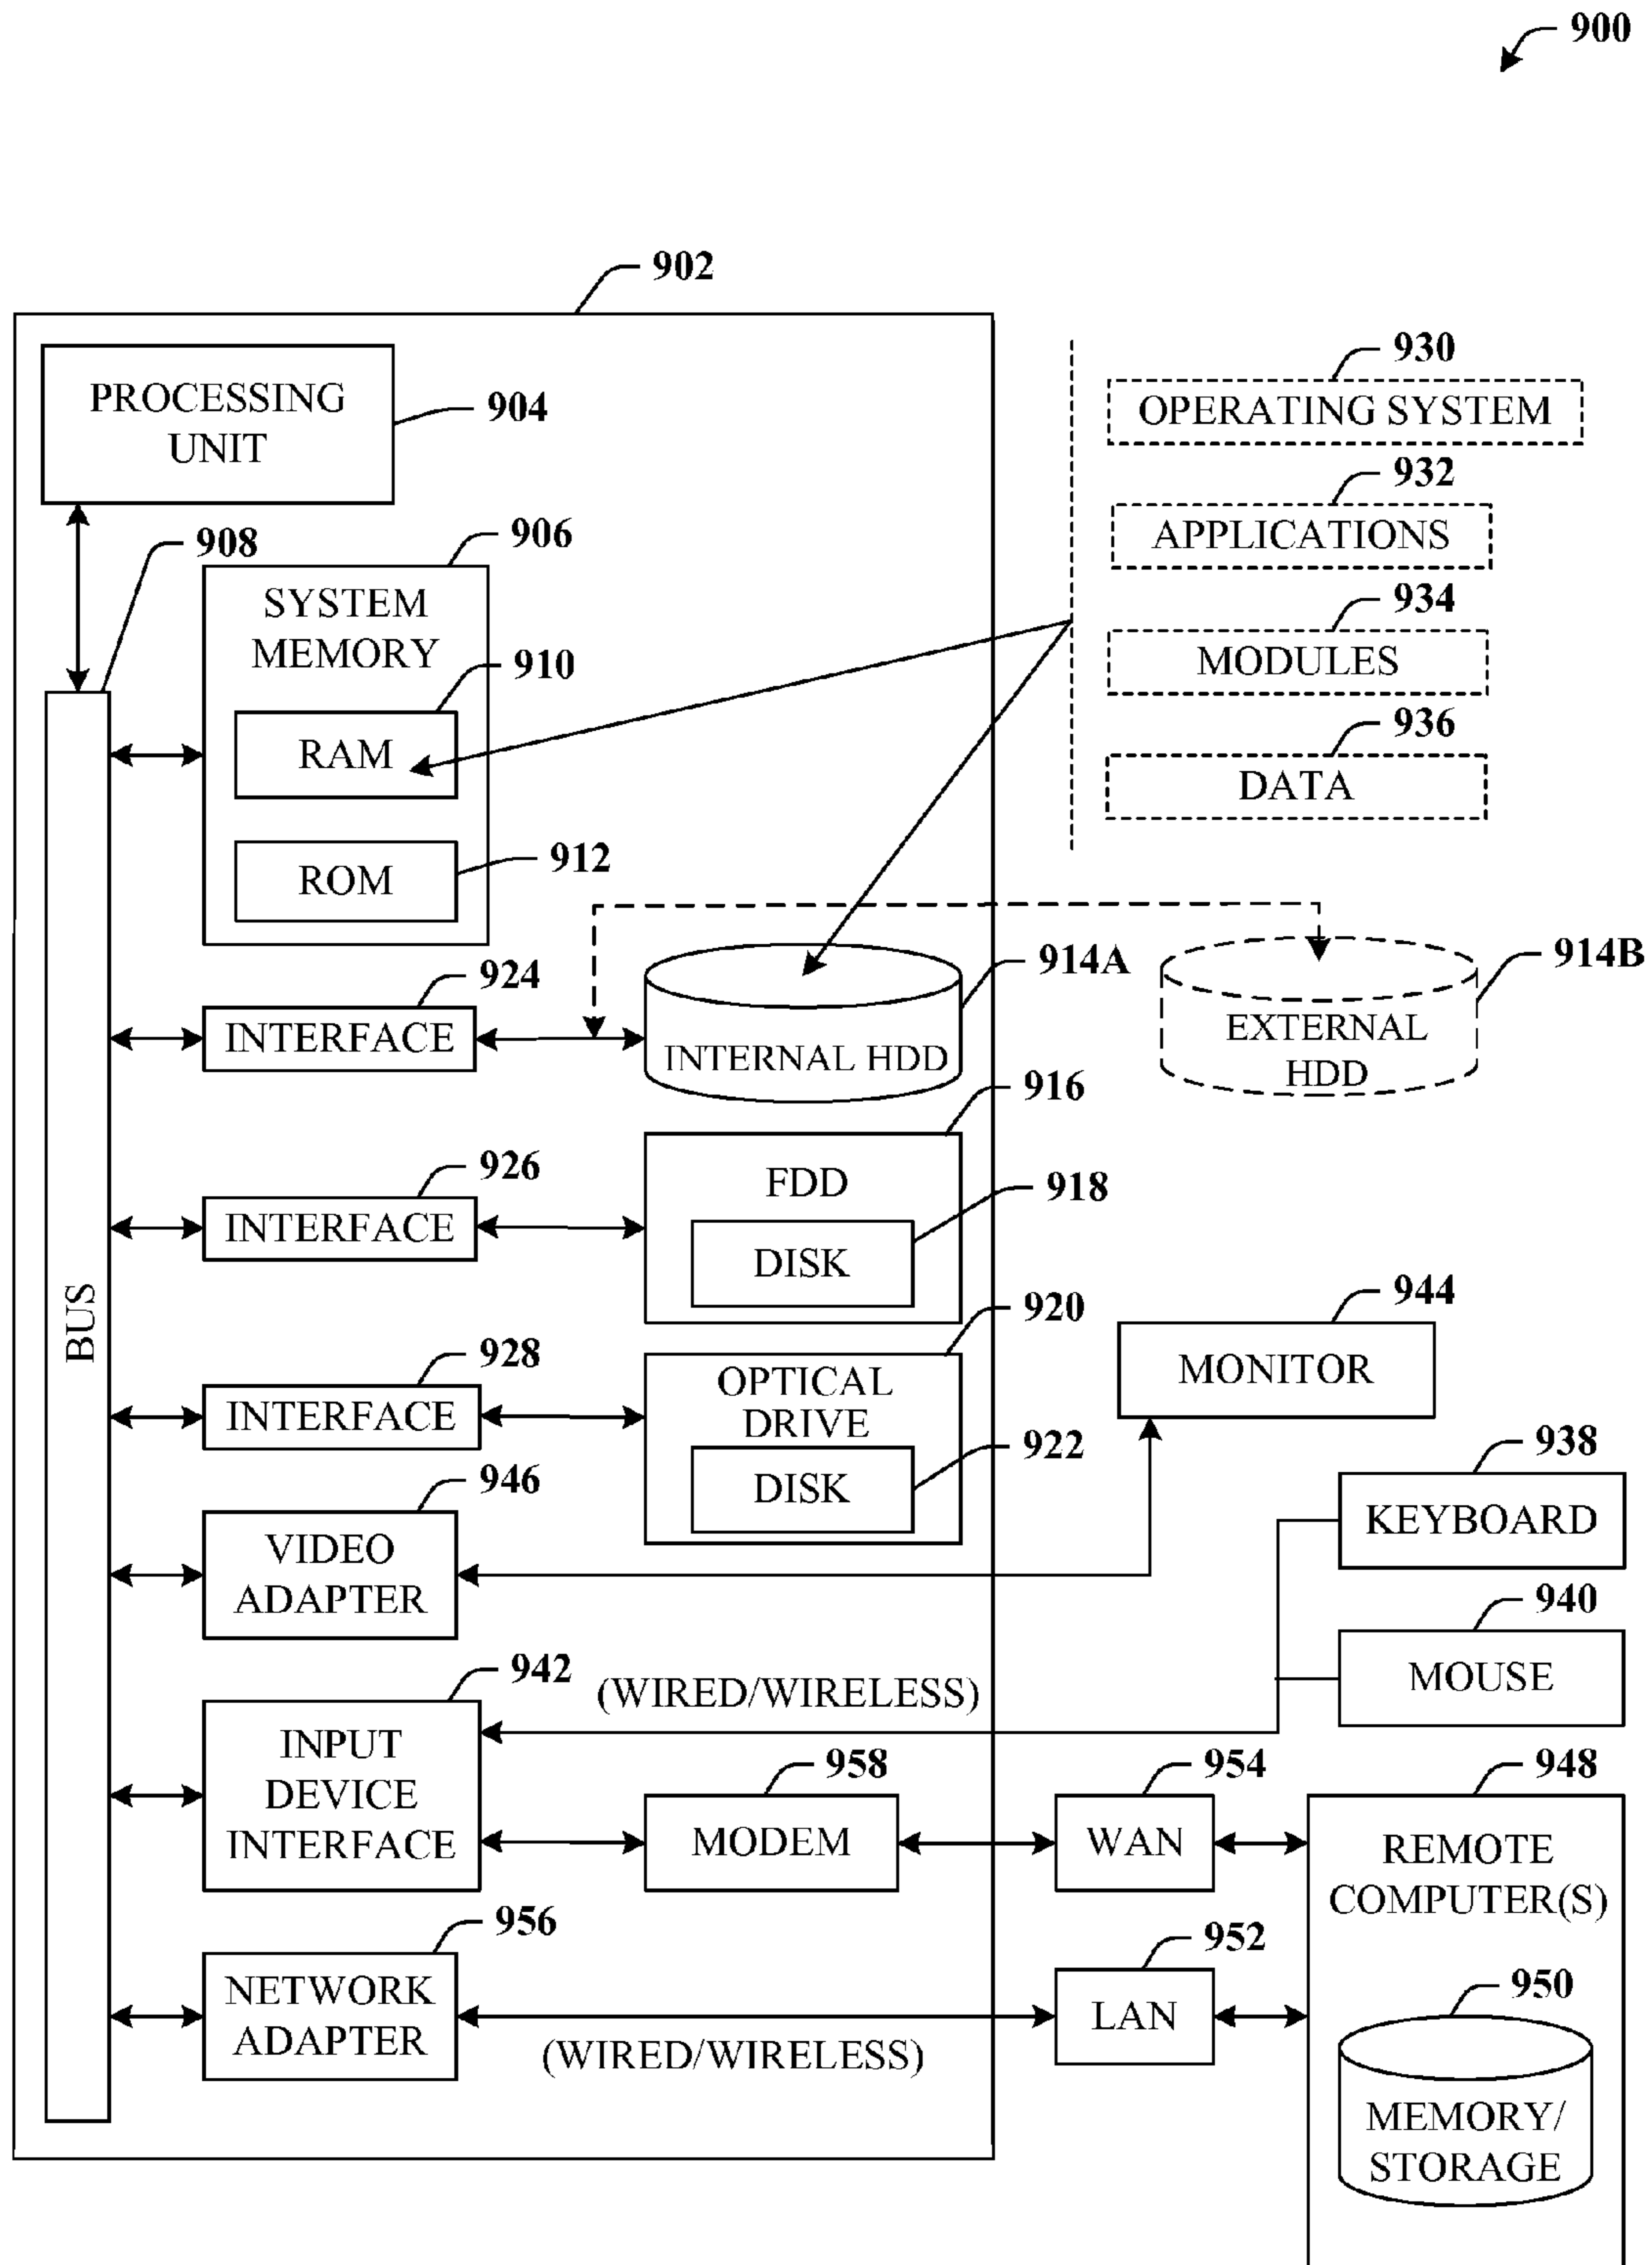 900
902
PROCESSING
UNIT
904
930
OPERATING SYSTEM
932
APPLICATIONS
934
MODULES
936
DATA
908
906
SYSTEM
MEMORY
910
RAM
912
ROM
924
INTERFACE
914A
INTERNAL HDD
914B
EXTERNAL
HDD
916
926
INTERFACE
FDD
918
DISK
BUS
920
928
INTERFACE
OPTICAL
DRIVE
922
DISK
944
MONITOR
938
KEYBOARD
946
VIDEO
ADAPTER
940
MOUSE
942
(WIRED/WIRELESS)
INPUT
DEVICE
INTERFACE
958
MODEM
954
WAN
948
REMOTE
COMPUTER(S)
956
NETWORK
ADAPTER
(WIRED/WIRELESS)
952
LAN
950
MEMORY/
STORAGE